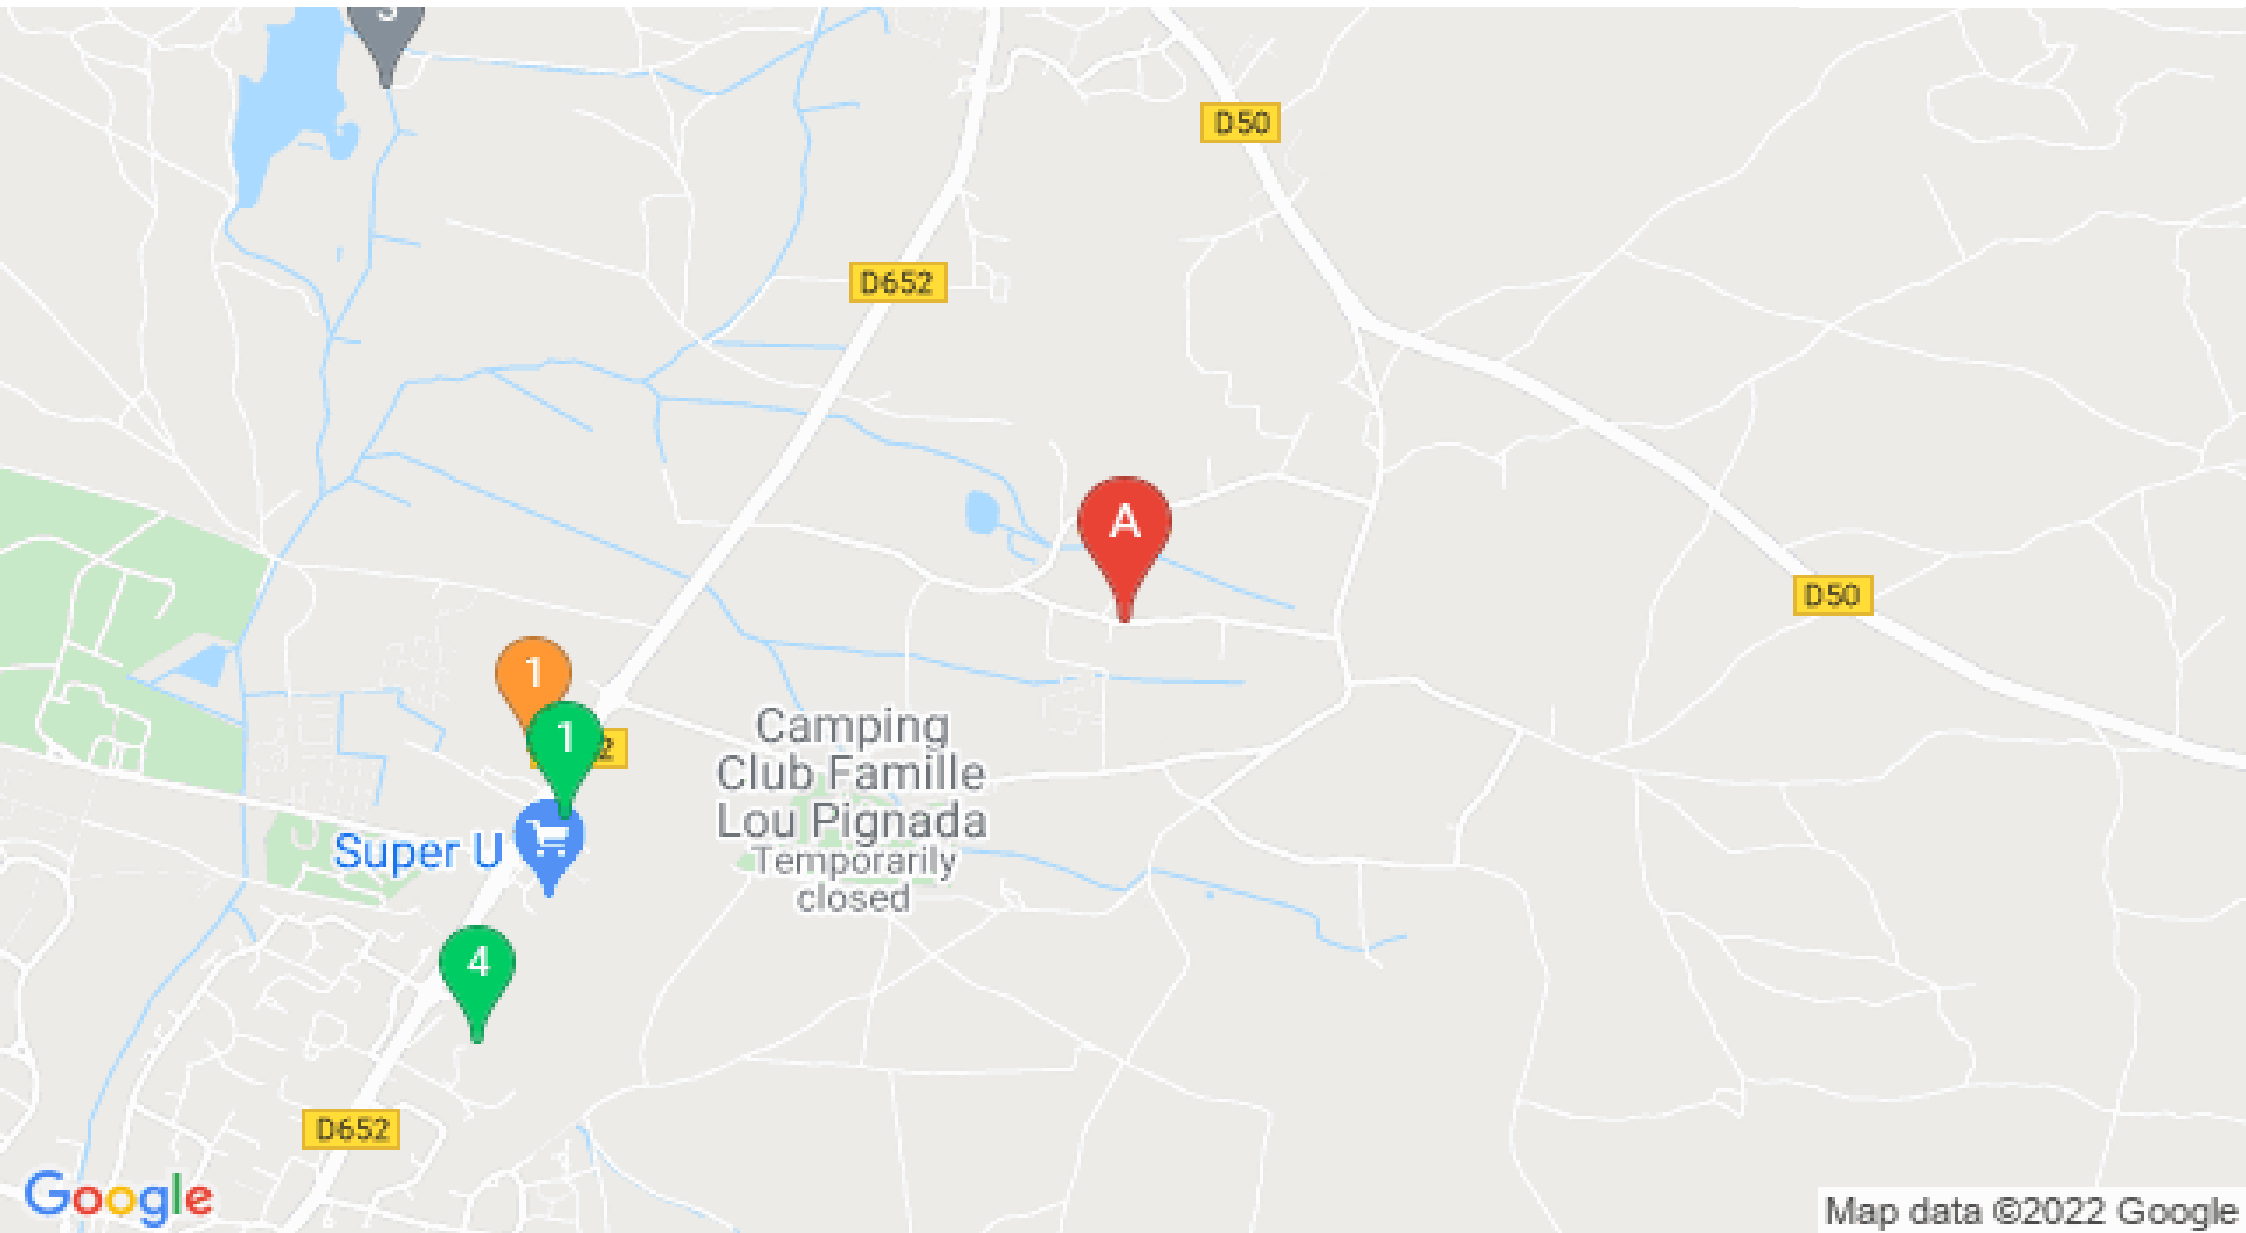 D50
D652
A
D50
1
1
2
Camping
Club Famille
Lou Pignada
Temporarily
closed
Super U
4
D652
Google
Map data ©2022 Google